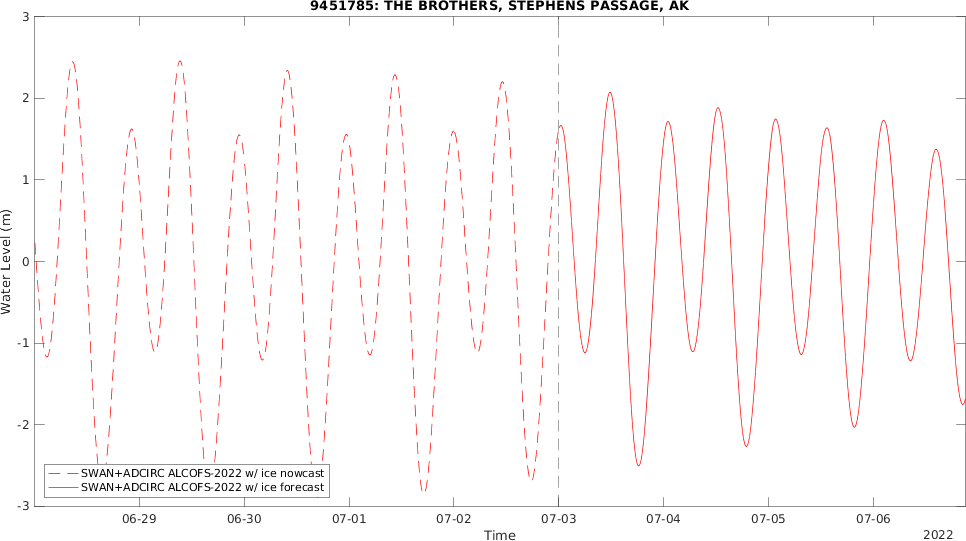 9451785: THE BROTHERS, STEPHENS PASSAGE, AK
3
2
1
0
-1
-2
-3
Water Level (m)
SWAN+ADCIRC ALCOFS-2022 w/ ice nowcast
SWAN+ADCIRC ALCOFS-2022 w/ ice forecast
06-29 06-30 07-01 07-02 07-03 07-04 07-05 07-06
Time
2022